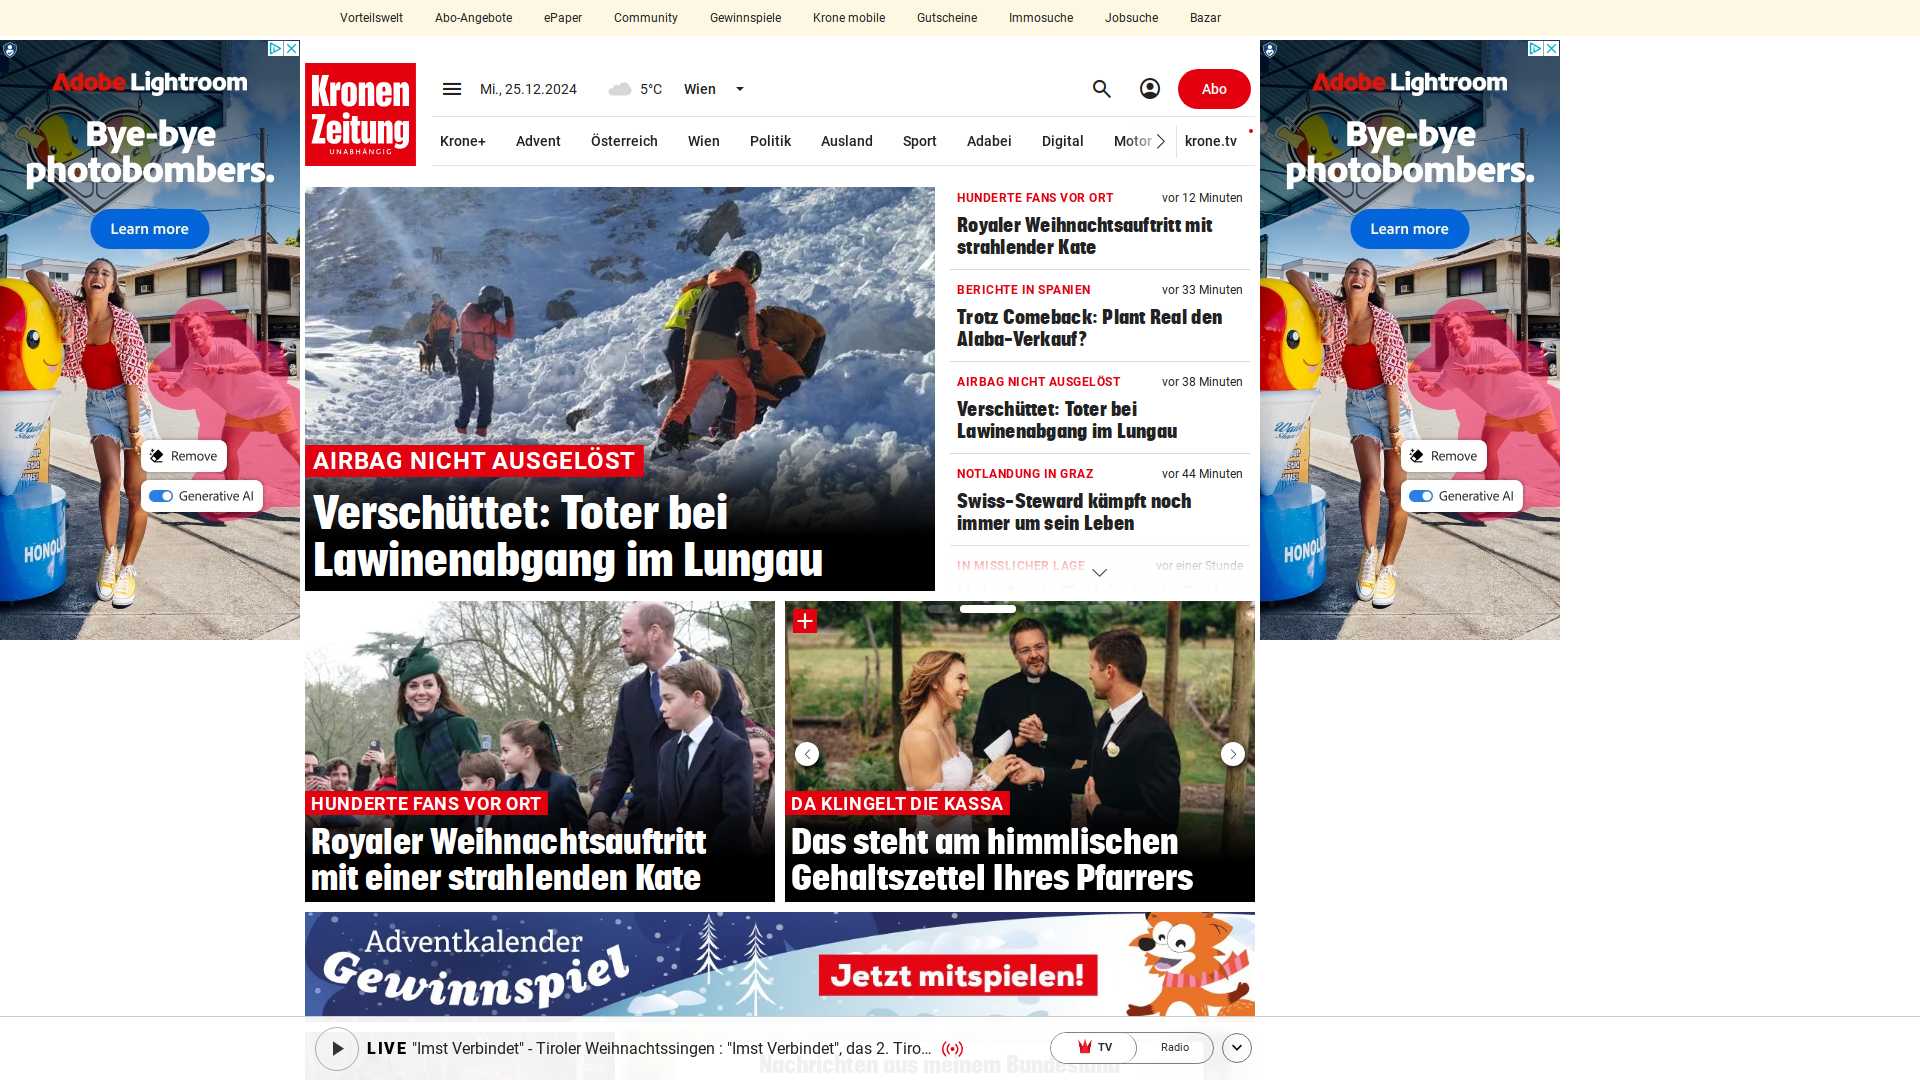 Vorteilswelt
Abo-Angebote
ePaper
Community
Gewinnspiele
Krone mobile
Gutscheine
Immosuche
Jobsuche
Bazar
Adobe Lightroom
Bye-bye
photobombers.
Learn more
Remove
Generative AI
HONOL
Kronen
Zeitung
UNABHÄNGIG
Mi., 25.12.2024
5°C
Wien
Abo
Krone+
Advent
Österreich
Wien
Politik
Ausland
Sport
Adabei
Digital
Motor
krone.tv
AIRBAG NICHT AUSGELÖST
Verschüttet: Toter bei
Lawinenabgang im Lungau
HUNDERTE FANS VOR ORT
vor 12 Minuten
Royaler Weihnachtsauftritt mit
strahlender Kate
BERICHTE IN SPANIEN
vor 33 Minuten
Trotz Comeback: Plant Real den
Alaba-Verkauf?
AIRBAG NICHT AUSGELÖST
vor 38 Minuten
Verschüttet: Toter bei
Lawinenabgang im Lungau
NOTLANDUNG IN GRAZ
vor 44 Minuten
Swiss-Steward kämpft noch
immer um sein Leben
IN MISSLICHER LAGE
vor einer Stunde
HUNDERTE FANS VOR ORT
Royaler Weihnachtsauftritt
mit einer strahlenden Kate
DA KLINGELT DIE KASSA
Das steht am himmlischen
Gehaltszettel Ihres Pfarrers
Adventkalender
Gewinnspiel
Jetzt mitspielen!
LIVE "Imst Verbindet" - Tiroler Weihnachtssingen : "Imst Verbindet", das 2. Tiro...
TV
Radio
Nachrichten aus meinem Bundesland
Adobe Lightroom
Bye-bye
photobombers.
Learn more
Remove
Generative AI
HONOL